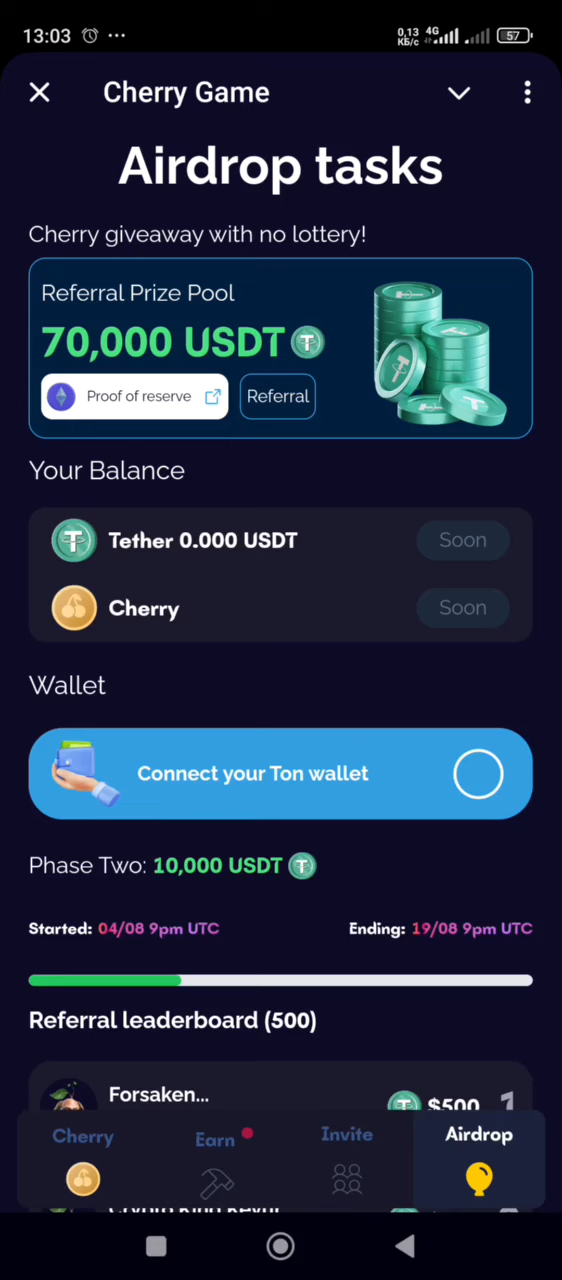 13:03
0,13 КБ/с 4G 57
Cherry Game
Airdrop tasks
Cherry giveaway with no lottery!
Referral Prize Pool
70,000 USDT
Proof of reserve
Referral
Your Balance
Tether 0.000 USDT
Soon
Cherry
Soon
Wallet
Connect your Ton wallet
Phase Two: 10,000 USDT
Started: 04/08 9pm UTC
Ending: 19/08 9pm UTC
Referral leaderboard (500)
Forsaken...
$500
1
Cherry
Earn
Invite
Airdrop